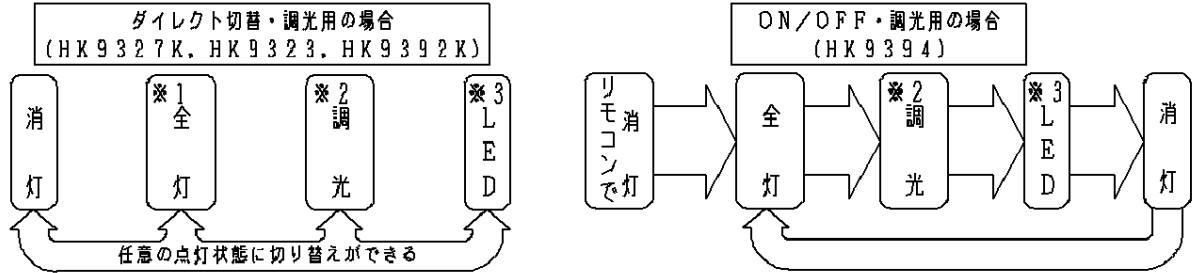 ダイレクト切替・調光用の場合
(HK9327K. HK9323. HK9392K)
消灯
※1
全灯
※2
調光
※3
LED
任意の点灯状態に切り替えができる
ON/OFF・調光用の場合
(HK9394)
リモコンで
消灯
全灯
※2
調光
※3
LED
消灯